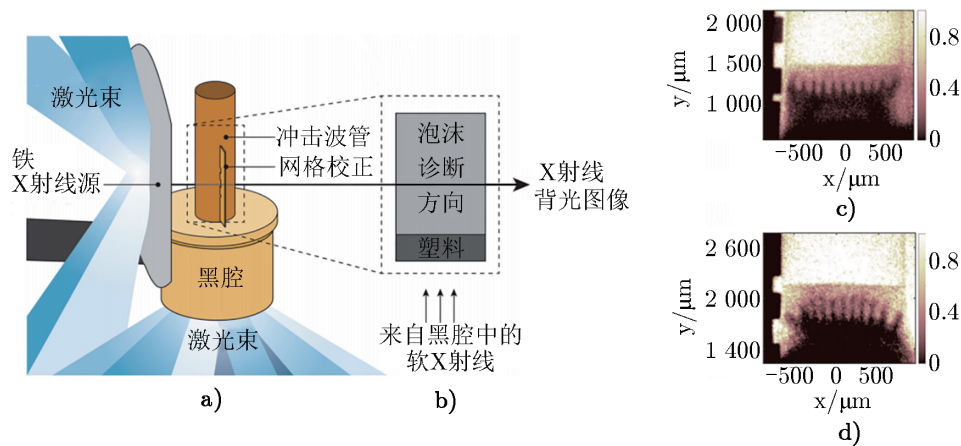 激光束
铁
X射线源
冲击波管
网格校正
黑腔
激光束
a)
泡沫
诊断
方向
塑料
X射线
背光图像
来自黑腔中的
软X射线
b)
2 000
1 500
1 000
y/μm
−500
0
500
x/μm
0.8
0.4
0
c)
2 600
2 000
1 400
y/μm
−500
0
500
x/μm
0.8
0.4
0
d)